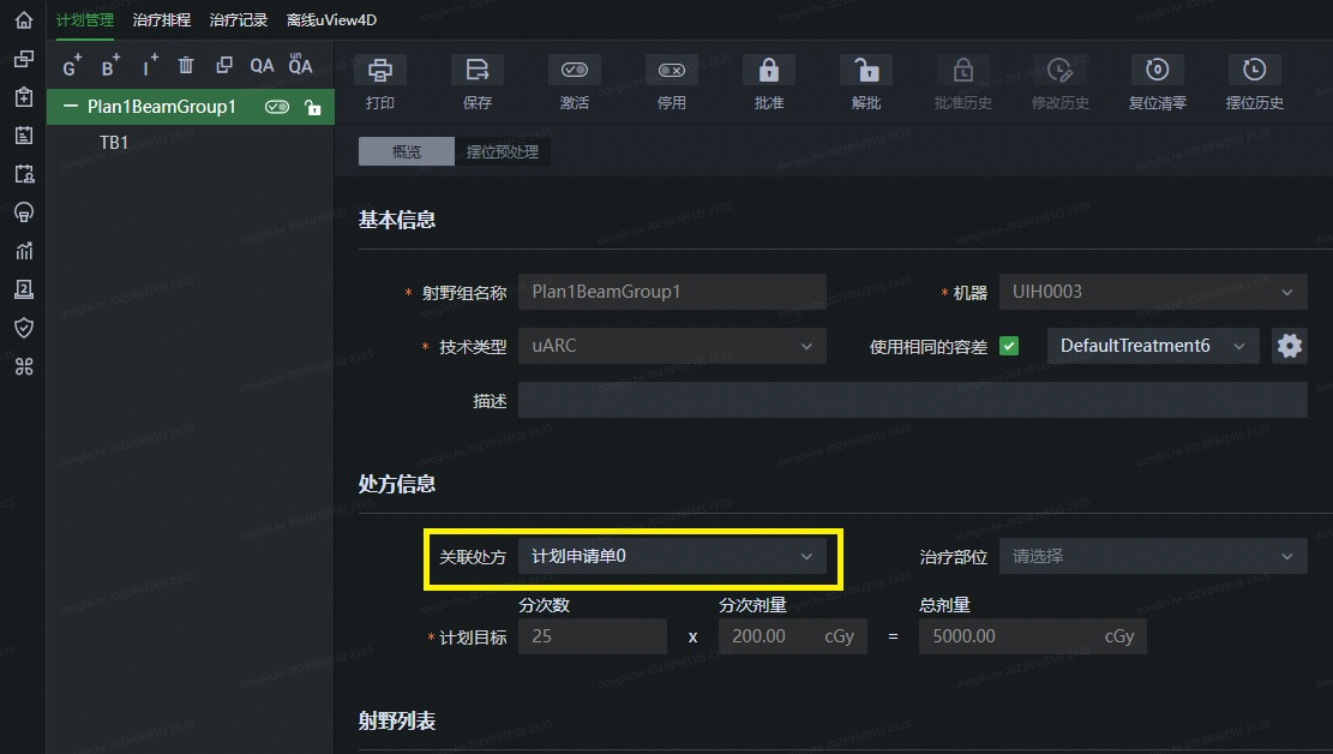 计划管理 治疗排程 治疗记录 离线uView4D
G+ B+ I+ QA unQA
打印 保存 激活 停用 批准 解批 批准历史 修改历史 复位清零 摆位历史
Plan1BeamGroup1
TB1
概览 摆位预处理
基本信息
* 射野组名称 Plan1BeamGroup1 * 机器 UIH0003
* 技术类型 uARC 使用相同的容差 DefaultTreatment6
描述
处方信息
关联处方 计划申请单0 治疗部位 请选择
分次数 分次剂量 总剂量
* 计划目标 25 x 200.00 cGy = 5000.00 cGy
射野列表
donglin.he 2023年6月5日 23:25